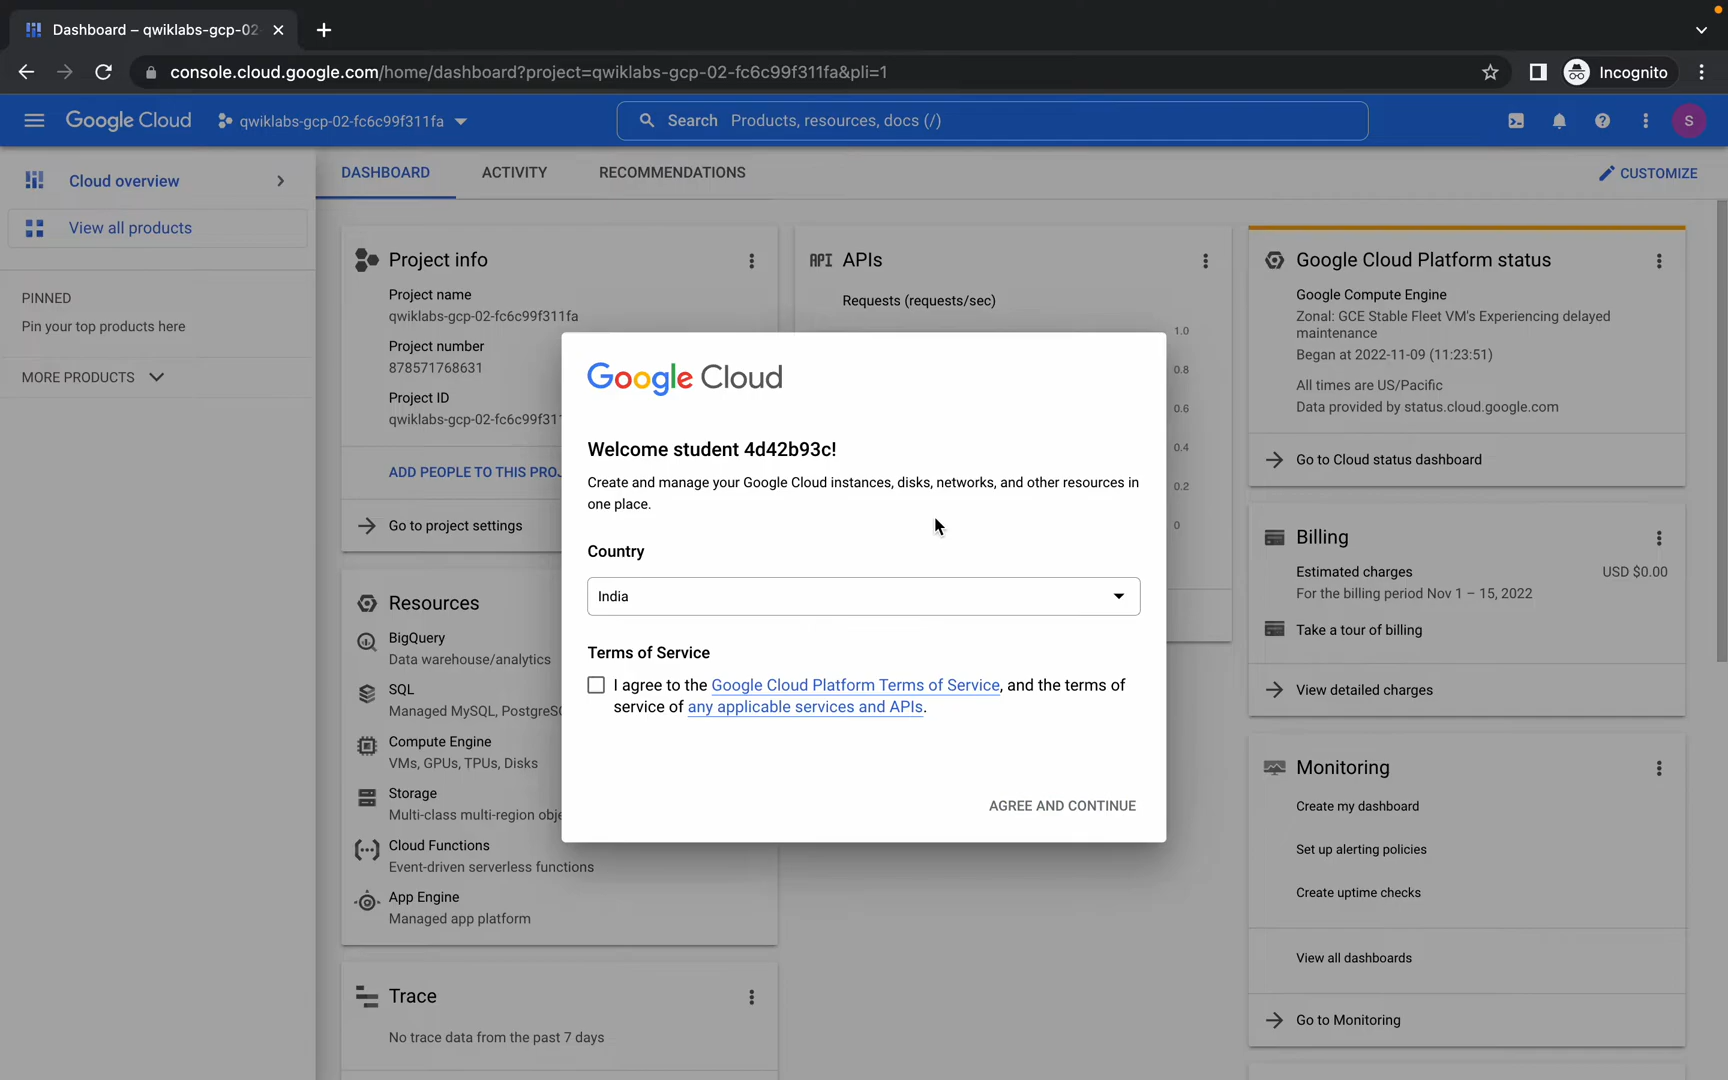 Dashboard – qwiklabs-gcp-02
console.cloud.google.com/home/dashboard?project=qwiklabs-gcp-02-fc6c99f311fa&pli=1
Incognito
Google Cloud
qwiklabs-gcp-02-fc6c99f311fa
Search Products, resources, docs (/)
S
Cloud overview
View all products
PINNED
Pin your top products here
MORE PRODUCTS
DASHBOARD
ACTIVITY
RECOMMENDATIONS
CUSTOMIZE
Project info
Project name
qwiklabs-gcp-02-fc6c99f311fa
Project number
878571768631
Project ID
qwiklabs-gcp-02-fc6c99f311
ADD PEOPLE TO THIS PROJ
Go to project settings
Resources
BigQuery
Data warehouse/analytics
SQL
Managed MySQL, PostgreS
Compute Engine
VMs, GPUs, TPUs, Disks
Storage
Multi-class multi-region obje
Cloud Functions
Event-driven serverless functions
App Engine
Managed app platform
Trace
No trace data from the past 7 days
API APIs
Requests (requests/sec)
1.0
0.8
0.6
0.4
0.2
0
Google Cloud
Welcome student 4d42b93c!
Create and manage your Google Cloud instances, disks, networks, and other resources in
one place.
Country
India
Terms of Service
I agree to the Google Cloud Platform Terms of Service, and the terms of
service of any applicable services and APIs.
AGREE AND CONTINUE
Google Cloud Platform status
Google Compute Engine
Zonal: GCE Stable Fleet VM's Experiencing delayed
maintenance
Began at 2022-11-09 (11:23:51)
All times are US/Pacific
Data provided by status.cloud.google.com
Go to Cloud status dashboard
Billing
Estimated charges
USD $0.00
For the billing period Nov 1 – 15, 2022
Take a tour of billing
View detailed charges
Monitoring
Create my dashboard
Set up alerting policies
Create uptime checks
View all dashboards
Go to Monitoring